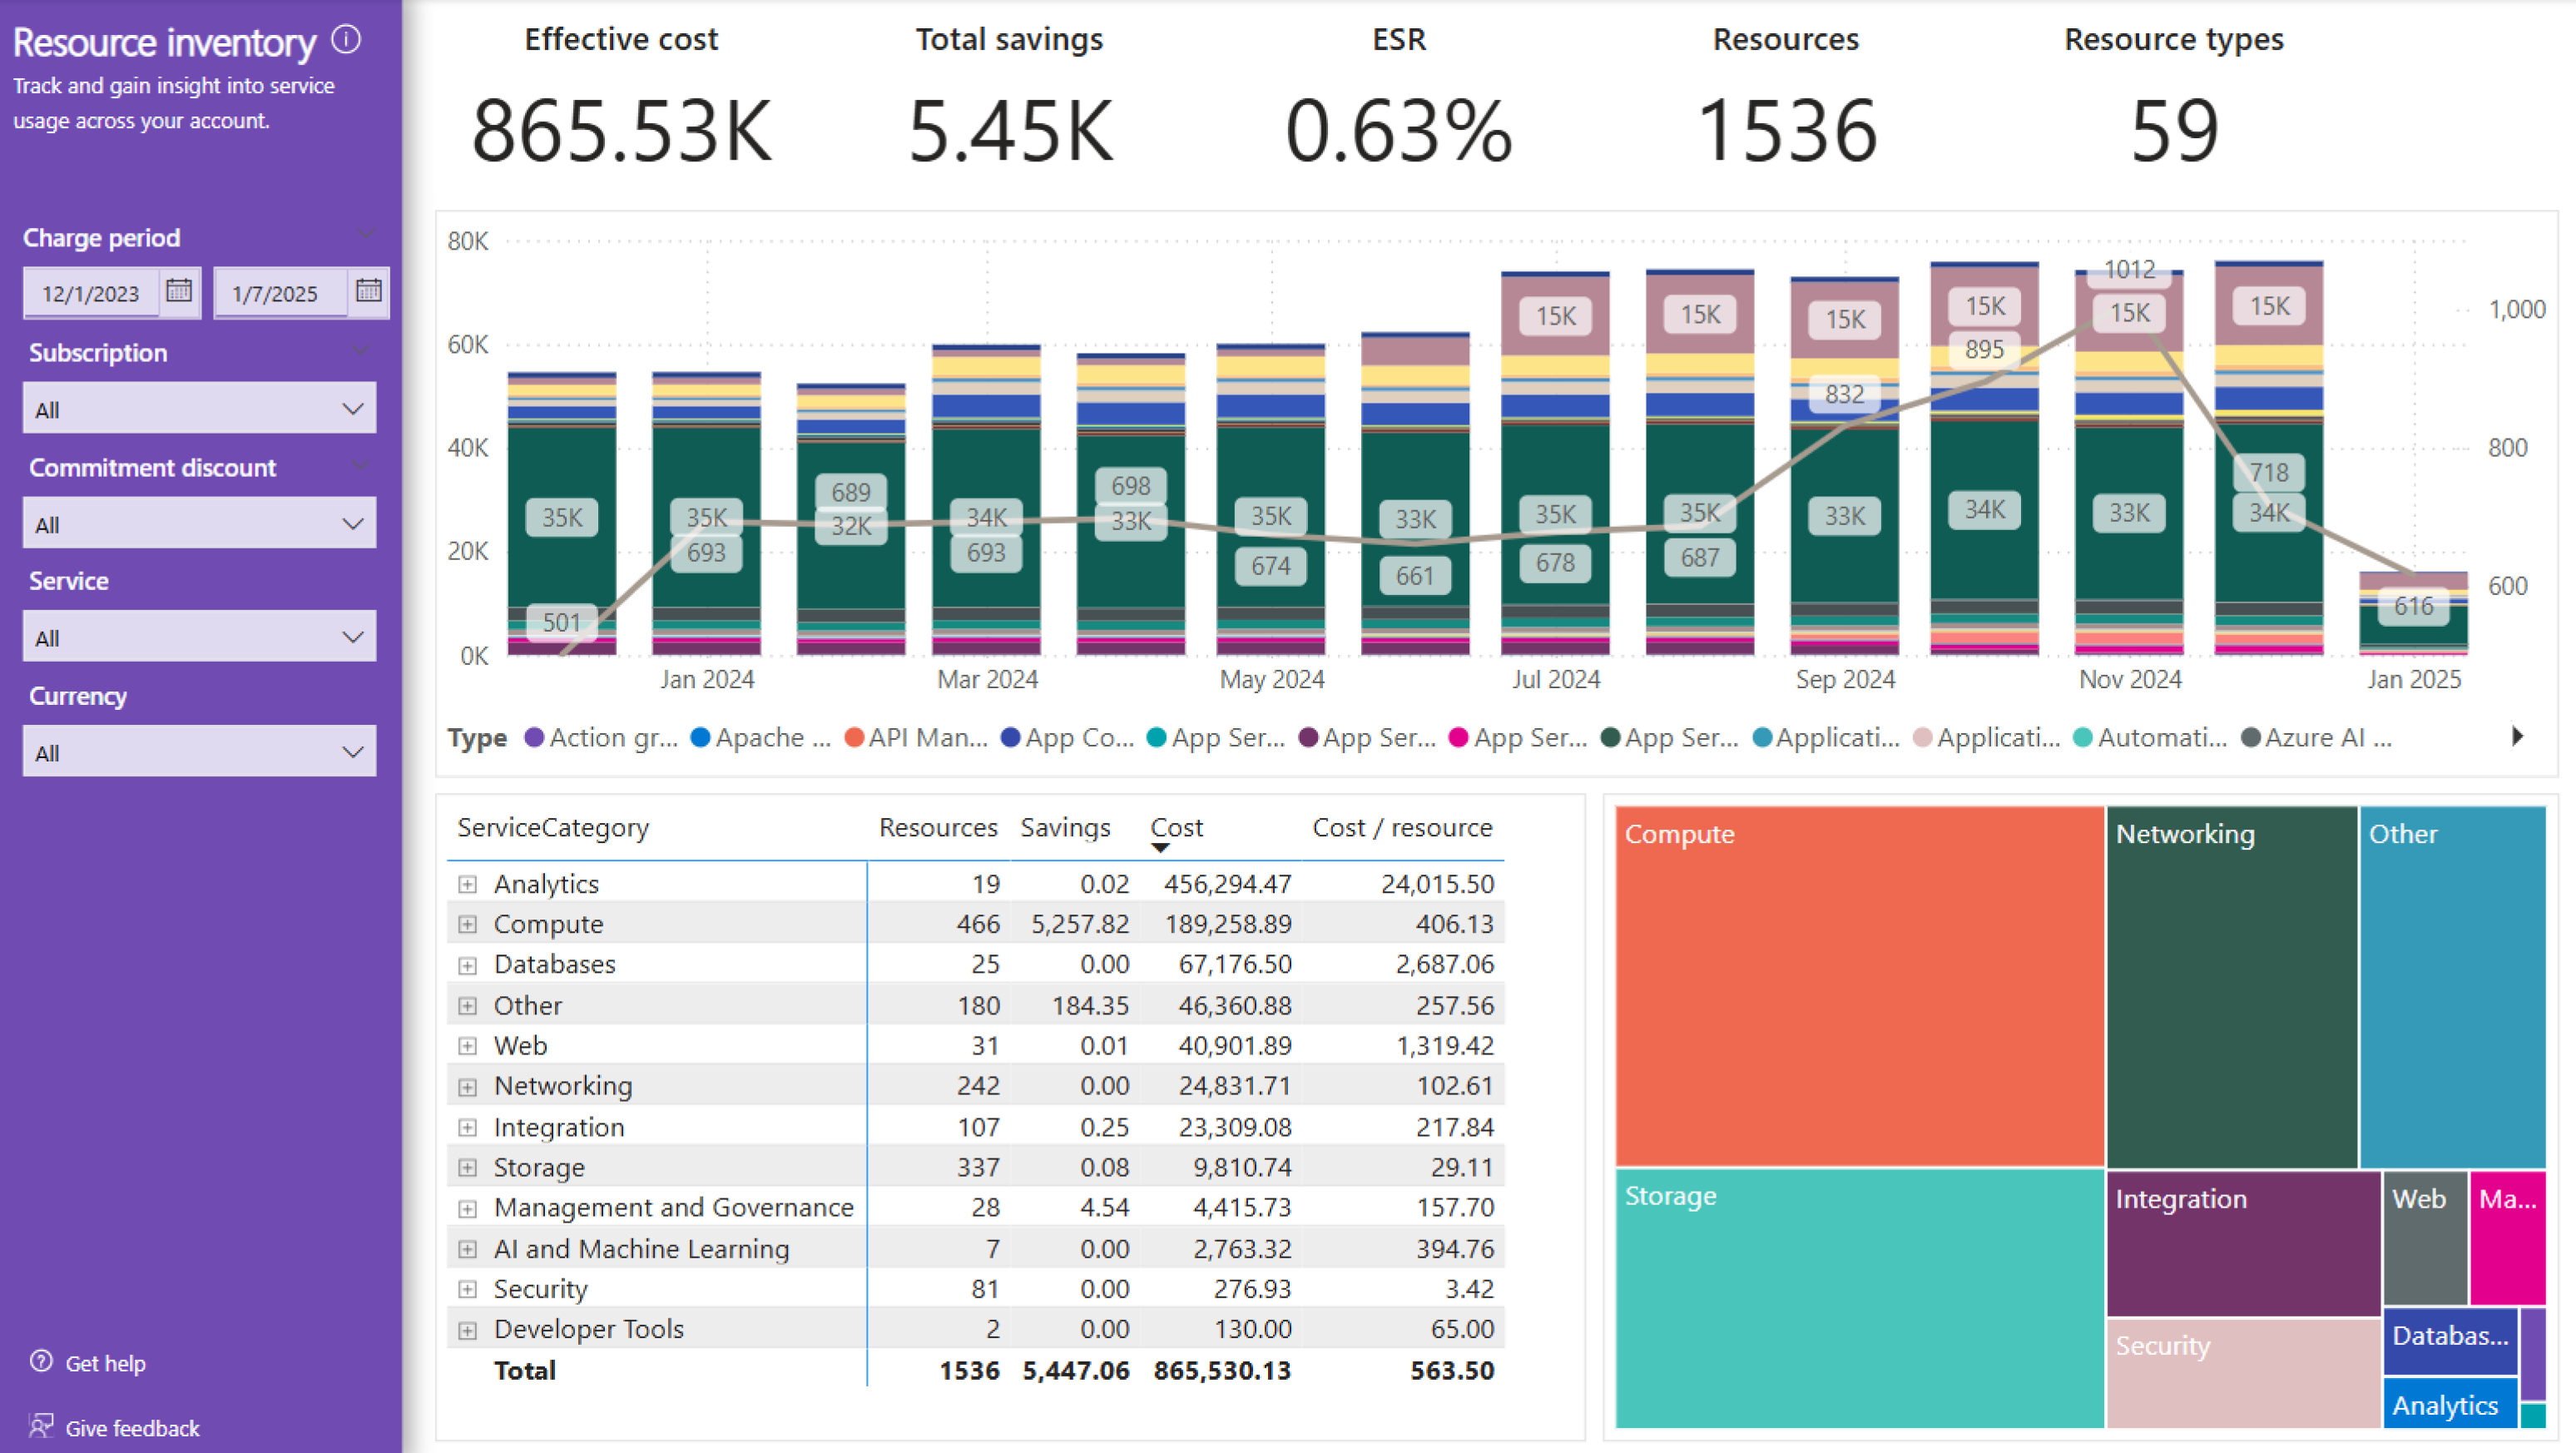 Resource inventory
Track and gain insight into service
usage across your account.
Charge period
12/1/2023 1/7/2025
Subscription
All
Commitment discount
All
Service
All
Currency
All
Get help
Give feedback
Effective cost Total savings ESR Resources Resource types
865.53K 5.45K 0.63% 1536 59
80K
60K
40K
20K
0K
1,000
800
600
15K 15K 15K 15K 1012 15K 15K
895
832
689 698 718
35K 35K 32K 34K 33K 35K 33K 35K 35K 33K 34K 33K 34K
501 693 693 674 661 678 687 616
Jan 2024 Mar 2024 May 2024 Jul 2024 Sep 2024 Nov 2024 Jan 2025
Type Action gr... Apache ... API Man... App Co... App Ser... App Ser... App Ser... App Ser... Applicati... Applicati... Automati... Azure AI ...
ServiceCategory Resources Savings Cost Cost / resource
Analytics 19 0.02 456,294.47 24,015.50
Compute 466 5,257.82 189,258.89 406.13
Databases 25 0.00 67,176.50 2,687.06
Other 180 184.35 46,360.88 257.56
Web 31 0.01 40,901.89 1,319.42
Networking 242 0.00 24,831.71 102.61
Integration 107 0.25 23,309.08 217.84
Storage 337 0.08 9,810.74 29.11
Management and Governance 28 4.54 4,415.73 157.70
AI and Machine Learning 7 0.00 2,763.32 394.76
Security 81 0.00 276.93 3.42
Developer Tools 2 0.00 130.00 65.00
Total 1536 5,447.06 865,530.13 563.50
Compute
Networking
Other
Storage
Integration
Web
Ma...
Security
Databas...
Analytics